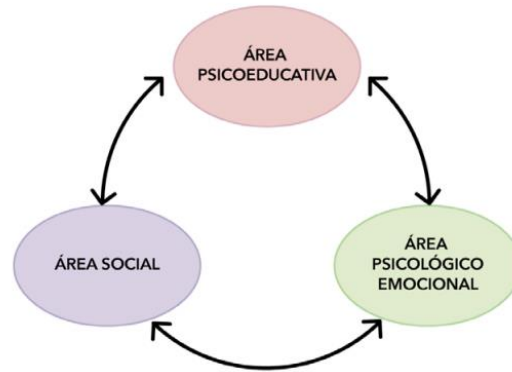 ÁREA
PSICOEDUCATIVA
ÁREA SOCIAL
ÁREA
PSICOLÓGICO
EMOCIONAL